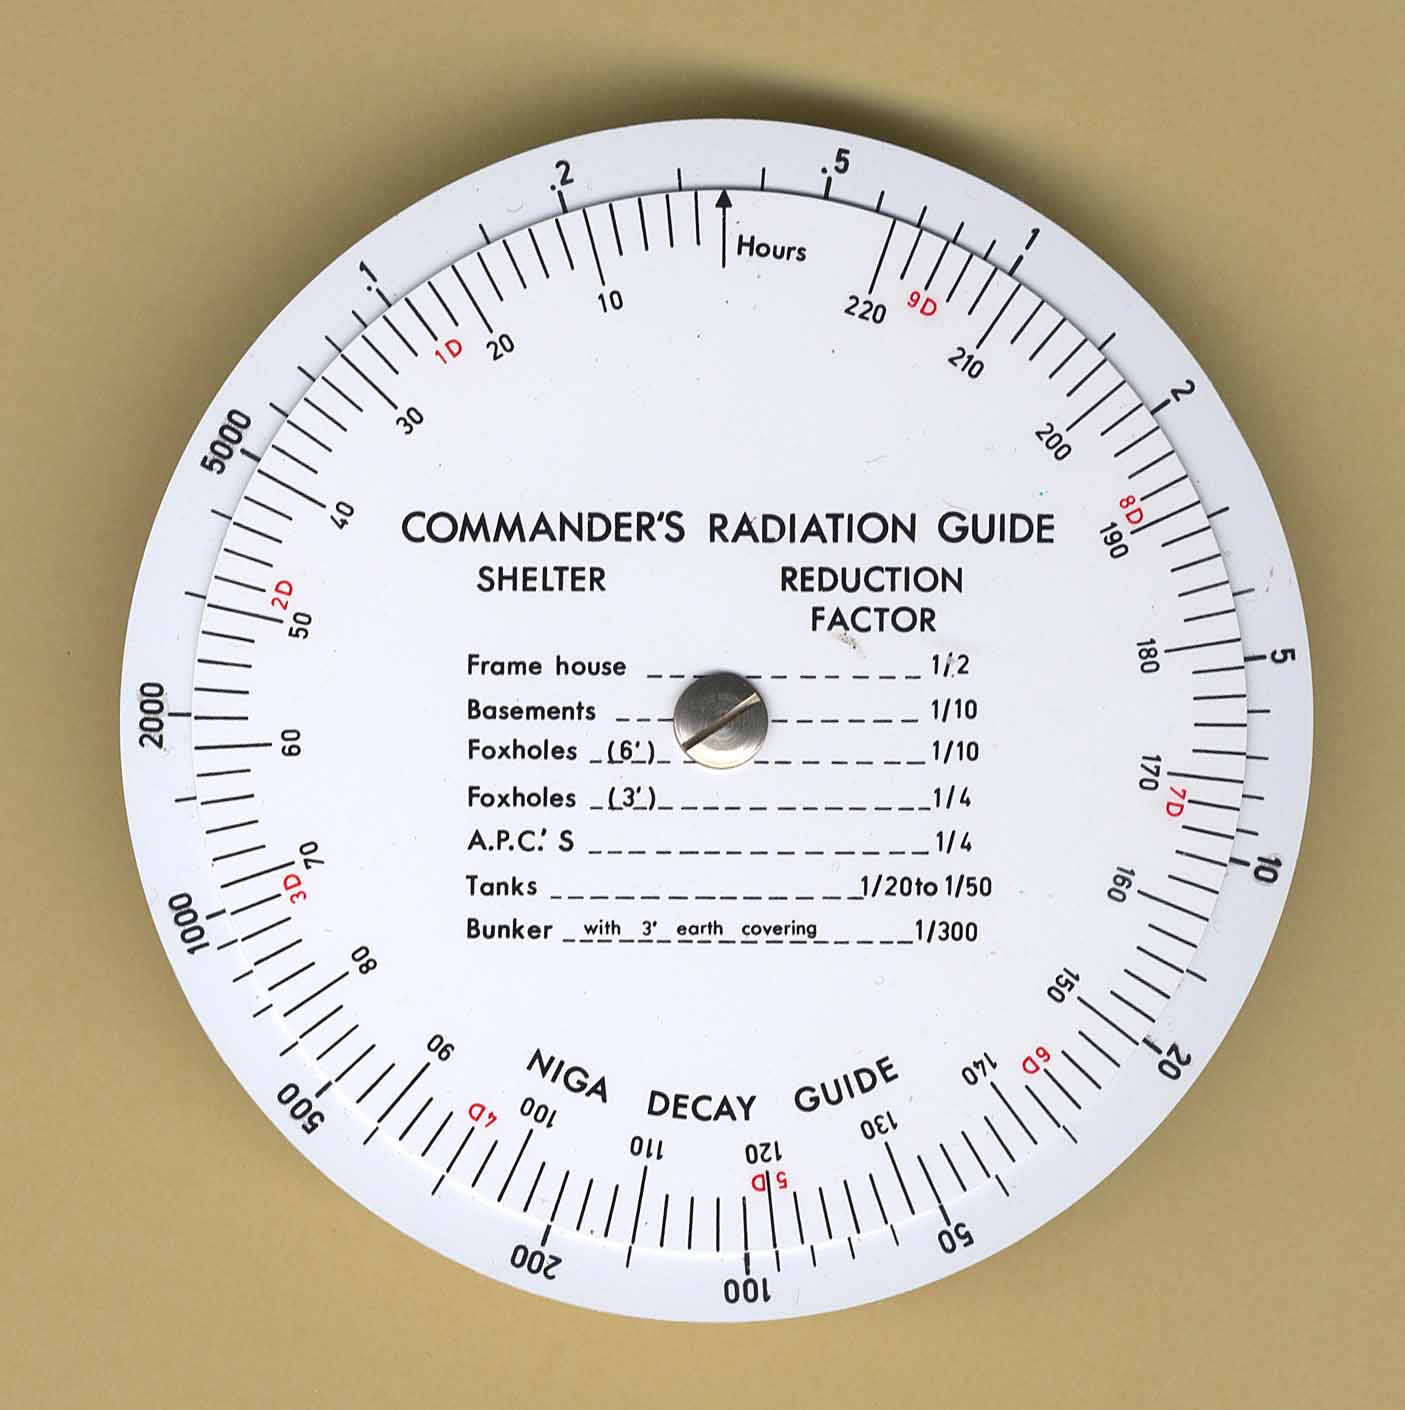 .1
.2
.5
1
2
5
10
20
50
100
200
500
1000
2000
5000
Hours
10
1D
20
30
40
2D
50
60
70
3D
80
90
4D
100
110
120
5D
130
140
6D
150
160
7D
170
180
190
8D
200
210
9D
220
COMMANDER'S RADIATION GUIDE
SHELTER REDUCTION
FACTOR
Frame house 1/2
Basements 1/10
Foxholes (6') 1/10
Foxholes (3') 1/4
A.P.C.'S 1/4
Tanks 1/20 to 1/50
Bunker with 3' earth covering 1/300
NIGA DECAY GUIDE